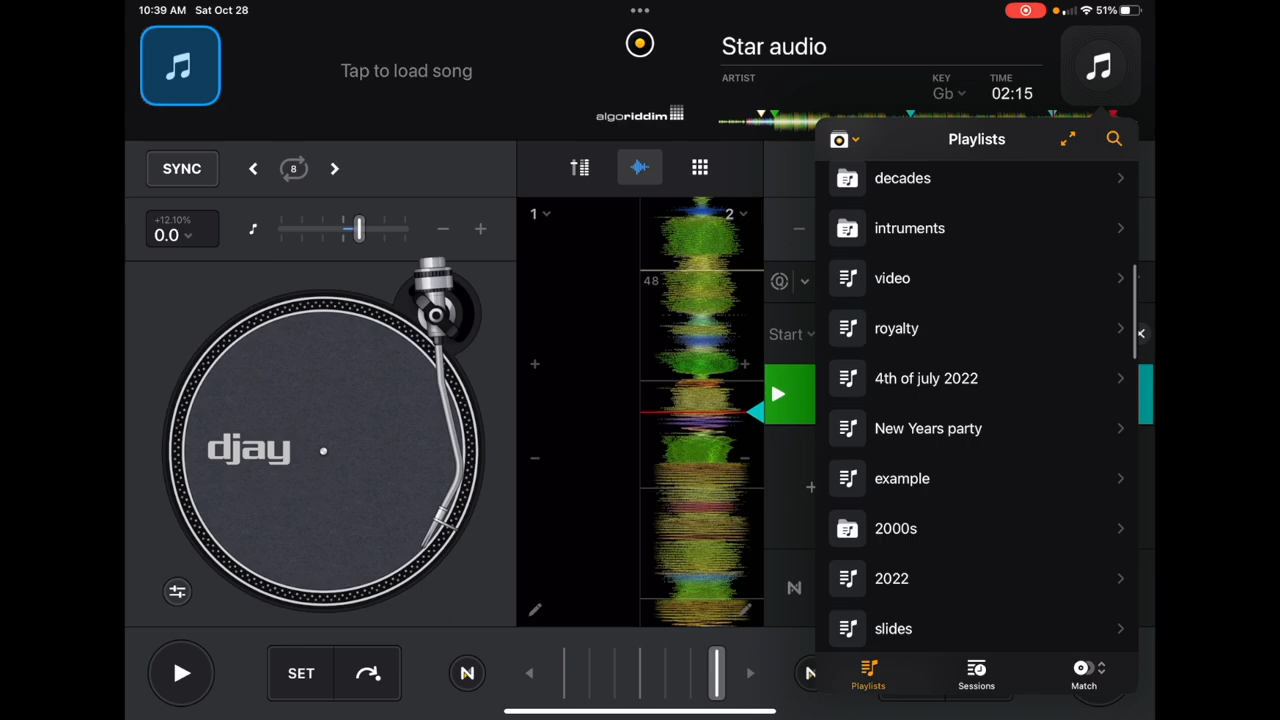 10:39 AM Sat Oct 28
51%
Tap to load song
algoriddim
Star audio
ARTIST
KEY
Gb
TIME
02:15
SYNC
8
+12.10%
0.0
1
2
48
djay
Start
SET
Playlists
decades
intruments
video
royalty
4th of july 2022
New Years party
example
2000s
2022
slides
Playlists
Sessions
Match